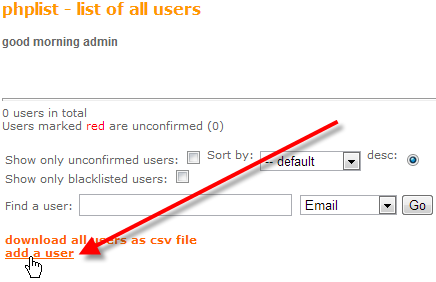 phplist - list of all users
good morning admin
0 users in total
Users marked red are unconfirmed (0)
Show only unconfirmed users: Sort by: -- default desc:
Show only blacklisted users:
Find a user: Email Go
download all users as csv file
add a user